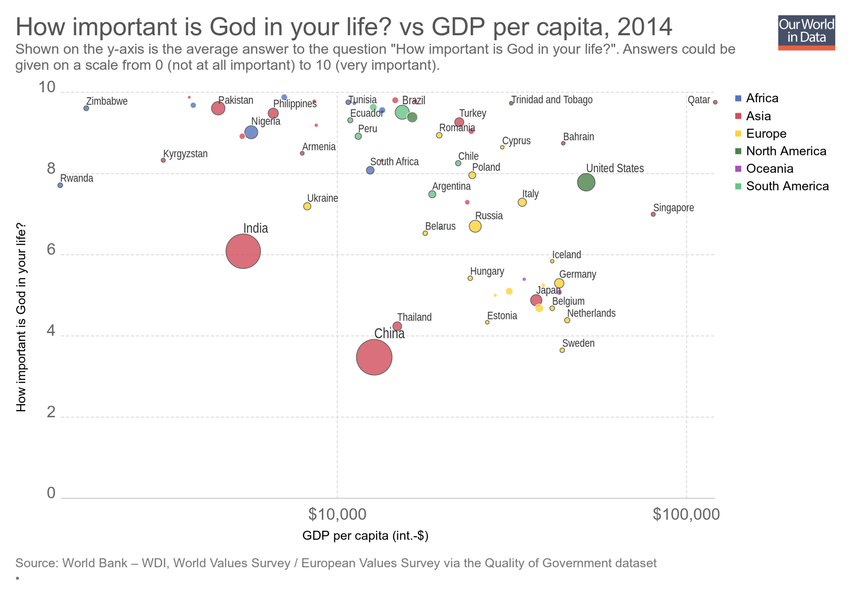 How important is God in your life? vs GDP per capita, 2014
Our World
in Data
Shown on the y-axis is the average answer to the question "How important is God in your life?". Answers could be
given on a scale from 0 (not at all important) to 10 (very important).
How important is God in your life?
10
8
6
4
2
0
Zimbabwe
Pakistan
Philippines
Tunisia
Brazil
Trinidad and Tobago
Qatar
Nigeria
Ecuador
Turkey
Peru
Romania
Cyprus
Bahrain
Kyrgyzstan
Armenia
South Africa
Chile
Poland
United States
Rwanda
Ukraine
Argentina
Italy
Singapore
India
Belarus
Russia
Iceland
Hungary
Germany
Japan
Belgium
Thailand
Estonia
Netherlands
China
Sweden
$10,000
$100,000
GDP per capita (int.-$)
Africa
Asia
Europe
North America
Oceania
South America
Source: World Bank – WDI, World Values Survey / European Values Survey via the Quality of Government dataset
•